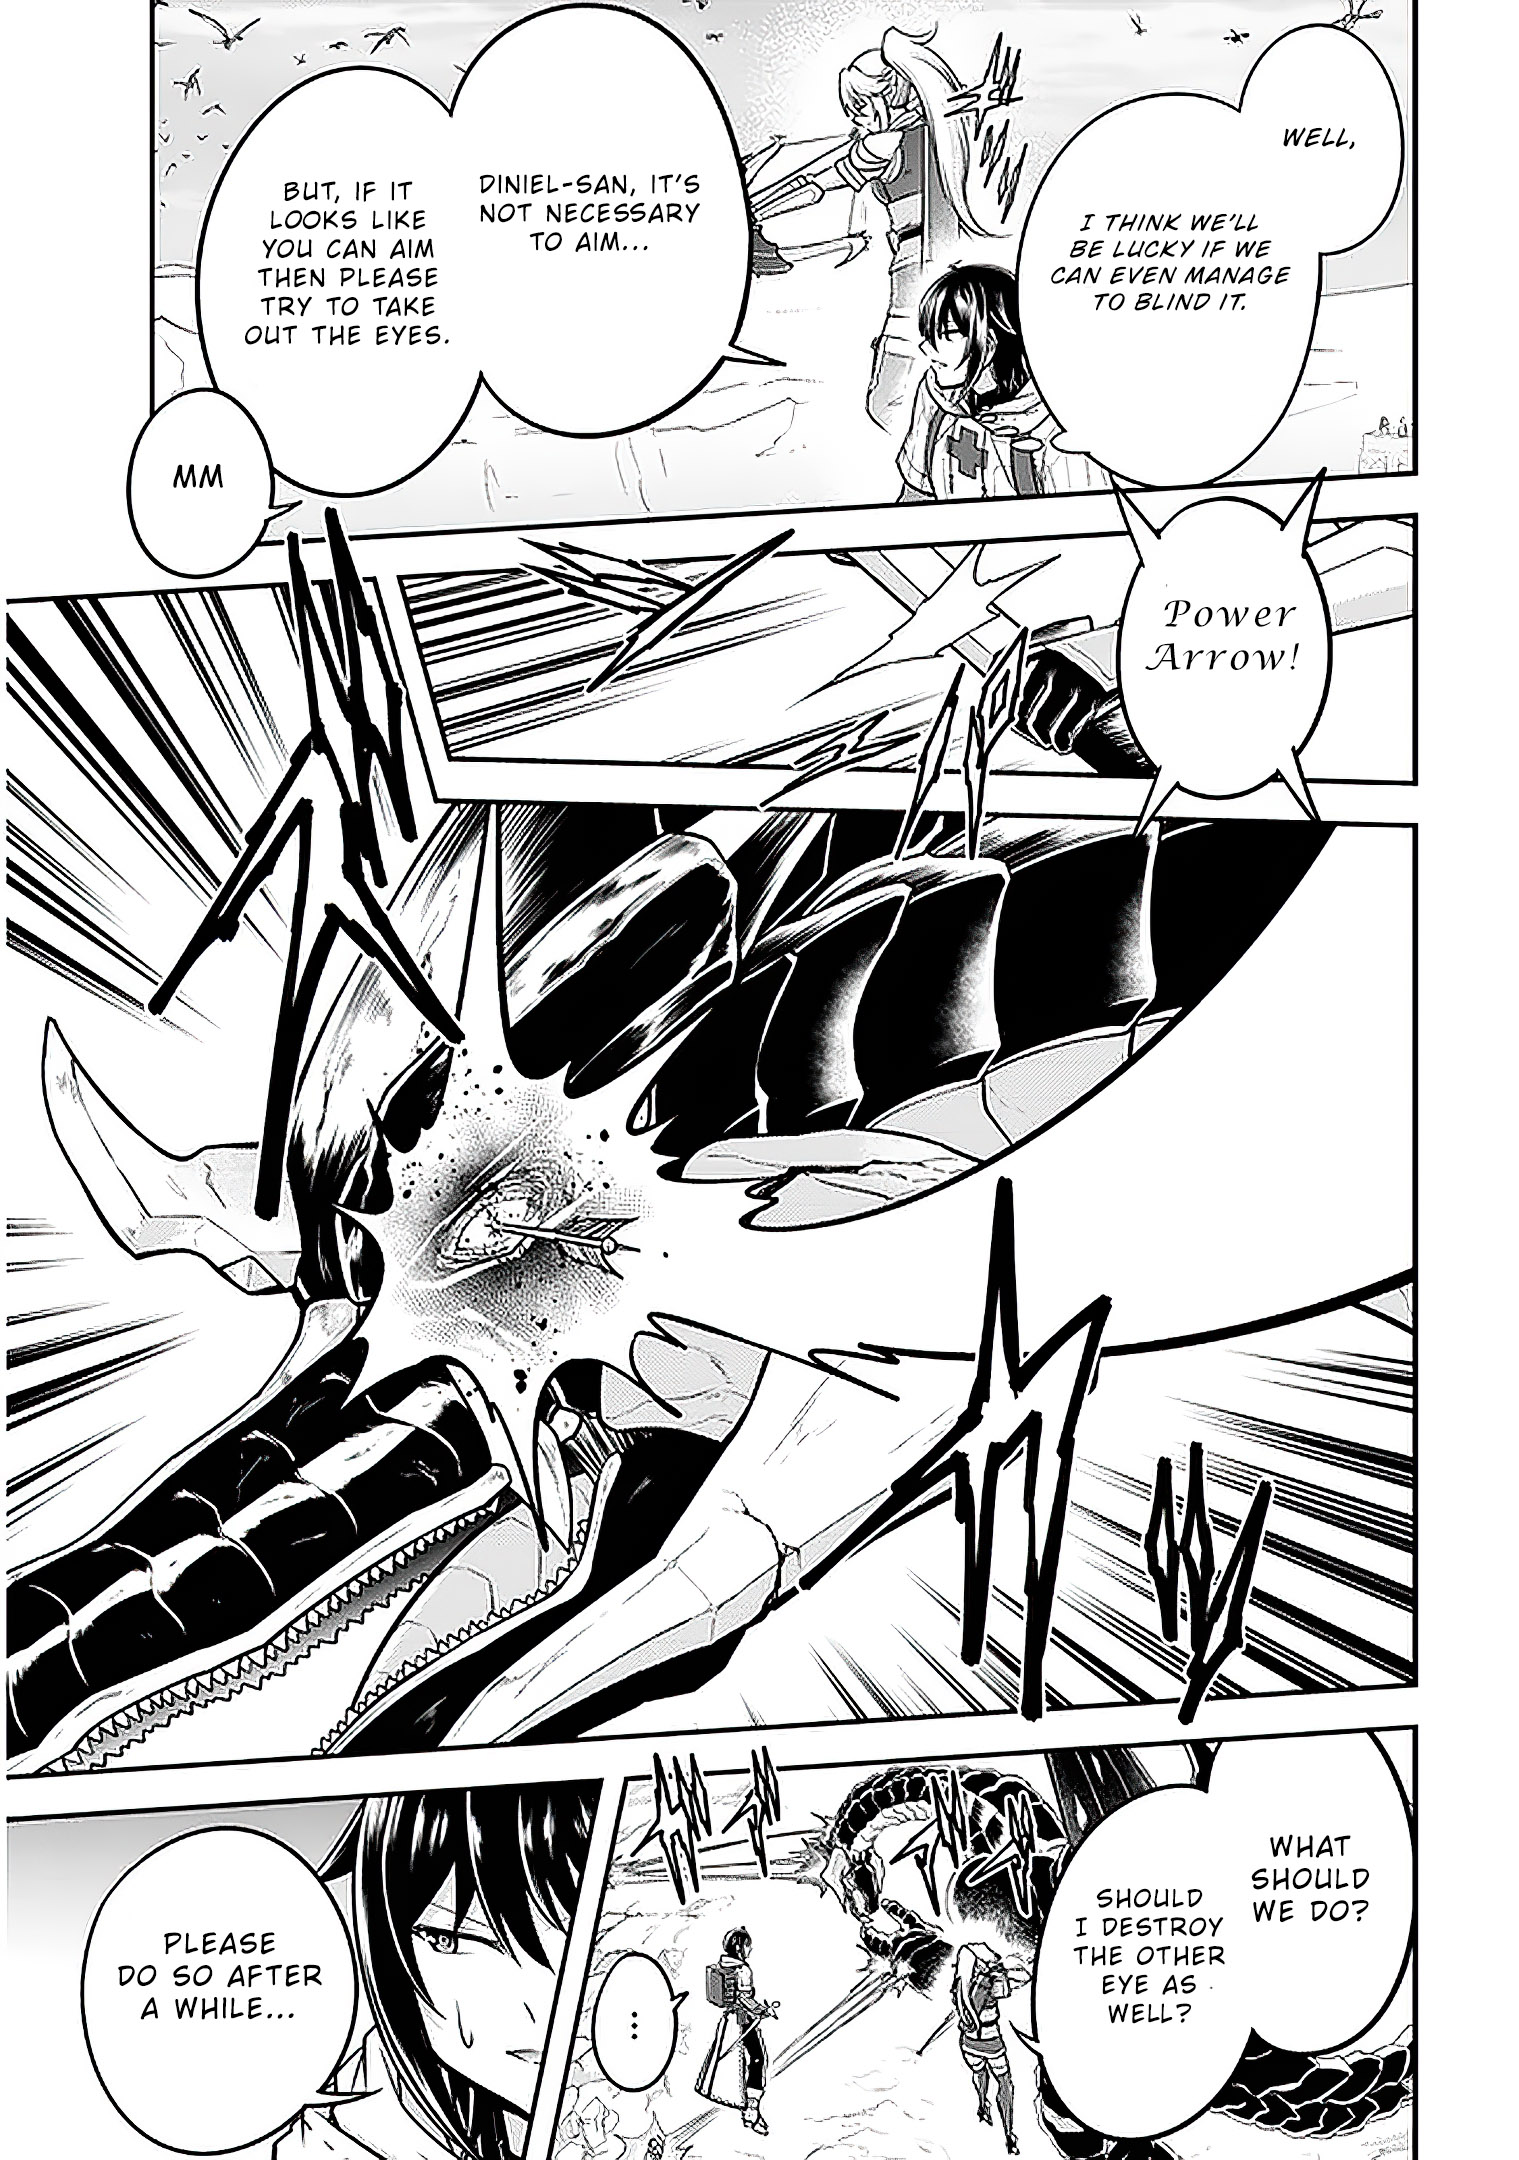 WELL,
I THINK WE'LL
BE LUCKY IF WE
CAN EVEN MANAGE
TO BLIND IT.
DINIEL-SAN, IT'S
NOT NECESSARY
TO AIM...
BUT, IF IT
LOOKS LIKE
YOU CAN AIM
THEN PLEASE
TRY TO TAKE
OUT THE EYES.
MM
Power
Arrow!
WHAT
SHOULD
WE DO?
SHOULD
I DESTROY
THE OTHER
EYE AS
WELL?
...
PLEASE
DO SO AFTER
A WHILE...